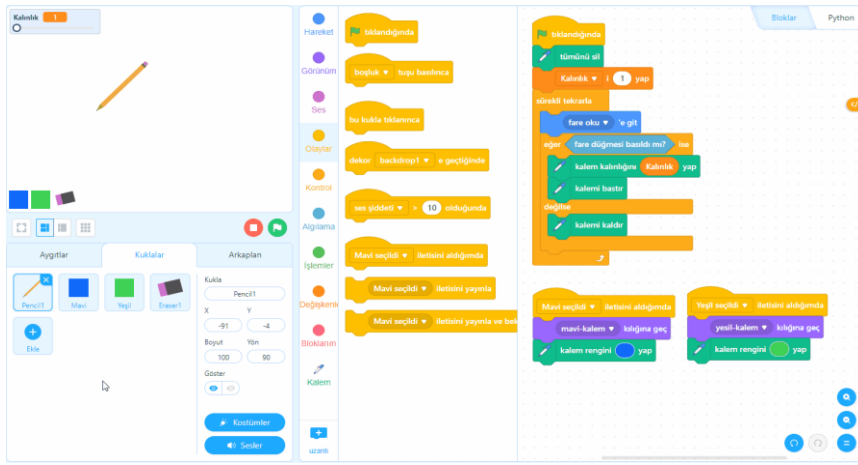 Kalınlık 1
Aygıtlar
Kuklalar
Arkaplan
Pencil1
Mavi
Yeşil
Eraser1
Ekle
Kukla
Pencil1
X
Y
-91
-4
Boyut
Yön
100
90
Göster
Kostümler
Sesler
Hareket
Görünüm
Ses
Olaylar
Kontrol
Algılama
İşlemler
Değişkenl
Bloklarım
Kalem
uzantı
tıklandığında
boşluk tuşu basılınca
bu kukla tıklanınca
dekor backdrop1 e geçtiğinde
ses şiddeti > 10 olduğunda
Mavi seçildi iletisini aldığımda
Mavi seçildi iletisini yayınla
Mavi seçildi iletisini yayınla ve bek
Bloklar
Python
tıklandığında
tümünü sil
Kalınlık i 1 yap
sürekli tekrarla
fare oku 'e git
eğer fare düğmesi basıldı mı? ise
kalem kalınlığını Kalınlık yap
kalemi bastır
değilse
kalemi kaldır
Mavi seçildi iletisini aldığımda
mavi-kalem kılığına geç
kalem rengini yap
Yeşil seçildi iletisini aldığımda
yesil-kalem kılığına geç
kalem rengini yap